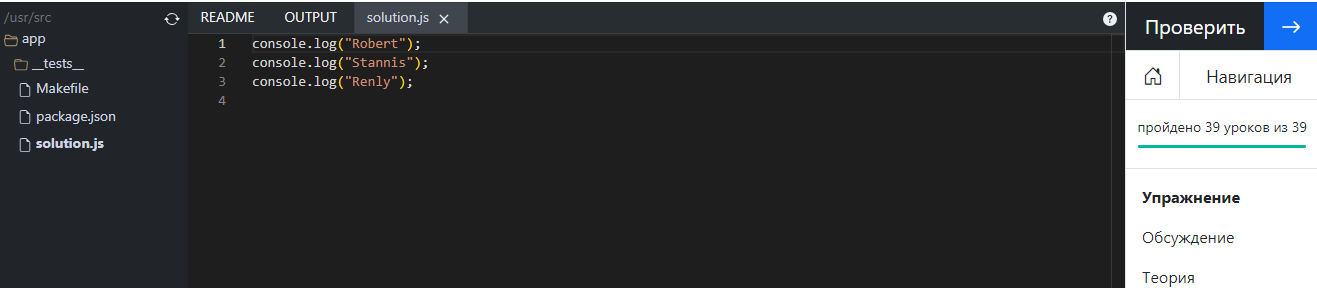 /usr/src
app
__tests__
Makefile
package.json
solution.js
README OUTPUT solution.js ×
?
1 console.log("Robert");
2 console.log("Stannis");
3 console.log("Renly");
4
Проверить →
Навигация
пройдено 39 уроков из 39
Упражнение
Обсуждение
Теория